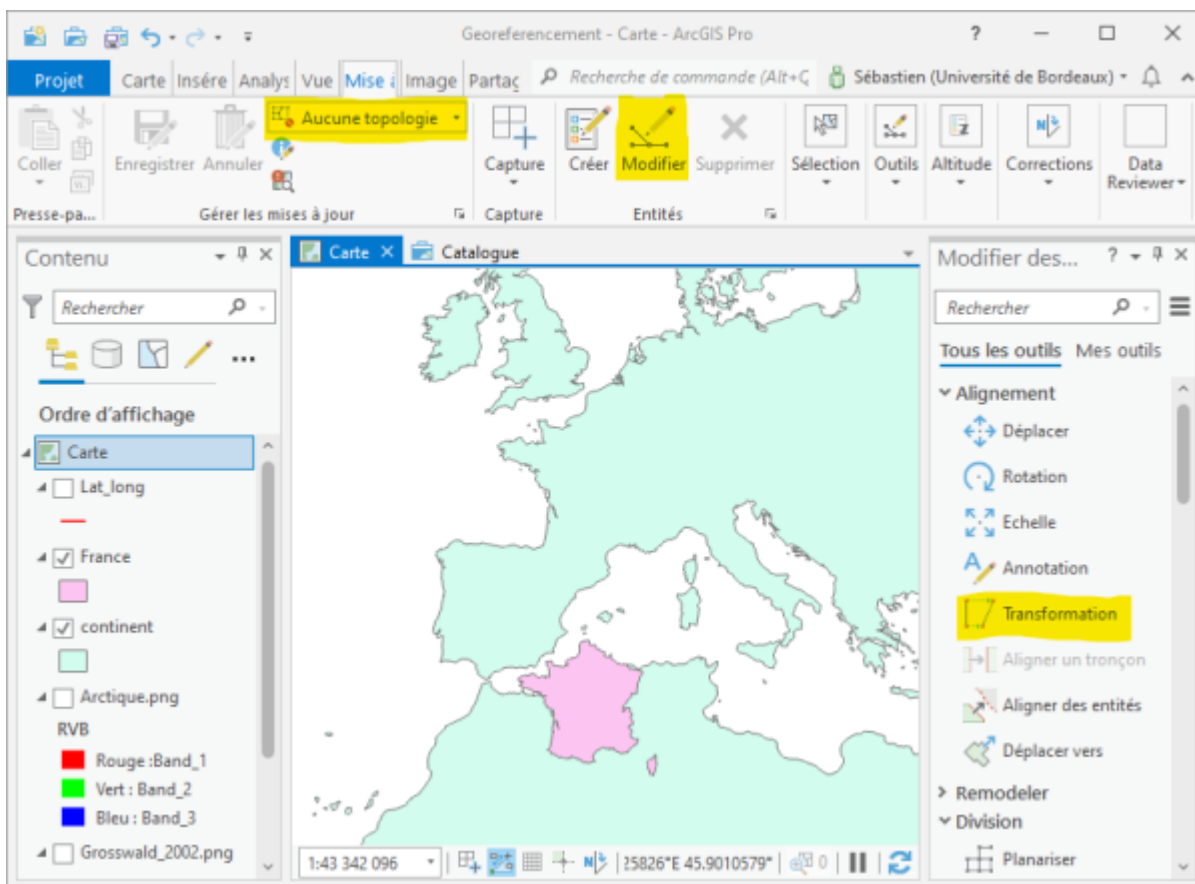 Georeferencement - Carte - ArcGIS Pro
?
Projet Carte Insére Analys Vue Mise à Image Partag Recherche de commande (Alt+Q Sébastien (Université de Bordeaux)
Aucune topologie
Coller Enregistrer Annuler Capture Créer Modifier Supprimer Sélection Outils Altitude Corrections Data Reviewer
Presse-pa... Gérer les mises à jour Capture Entités
Contenu
Rechercher
Ordre d'affichage
Carte
Lat_long
France
continent
Arctique.png
RVB
Rouge :Band_1
Vert : Band_2
Bleu : Band_3
Grosswald_2002.png
Carte Catalogue
1:43 342 096 25826°E 45.9010579° 0
Modifier des... ?
Rechercher
Tous les outils Mes outils
Alignement
Déplacer
Rotation
Echelle
Annotation
Transformation
Aligner un tronçon
Aligner des entités
Déplacer vers
Remodeler
Division
Planariser